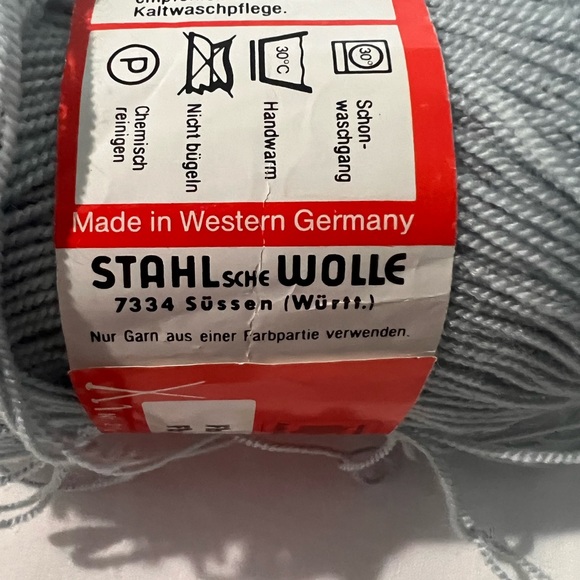 Kaltwaschpflege.
P
30°C
30°
Chemisch
reinigen
Nicht bügeln
Handwarm
Schon-
waschgang
Made in Western Germany
STAHLSCHE WOLLE
7334 Süssen (Württ.)
Nur Garn aus einer Farbpartie verwenden.